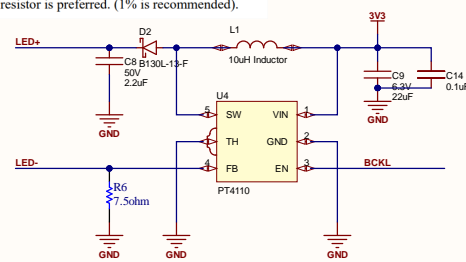 resistor is preferred. (1% is recommended).
3V3
D2
L1
LED+
C8
50V
2.2uF
B130L-13-F
10uH Inductor
C9
6.3V
22uF
C14
0.1uF
GND
GND
U4
5
SW
VIN
1
TH
GND
2
4
FB
EN
3
PT4110
LED-
BCKL
R6
7.5ohm
GND
GND
GND